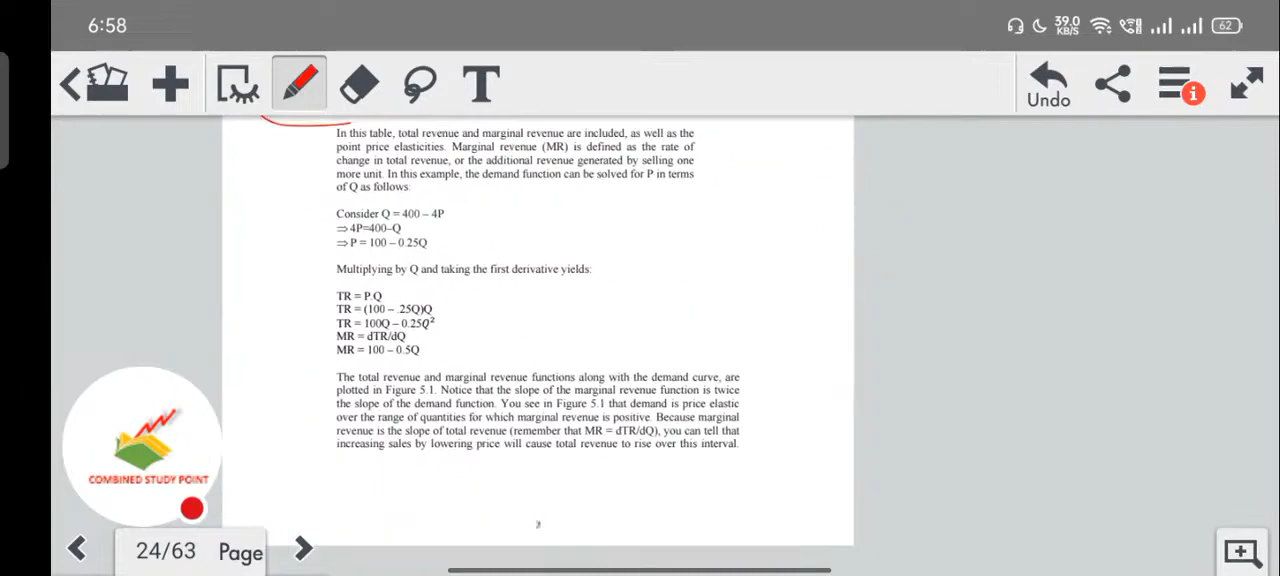 6:58
39.0
KB/S
62
T
Undo
In this table, total revenue and marginal revenue are included, as well as the
point price elasticities. Marginal revenue (MR) is defined as the rate of
change in total revenue, or the additional revenue generated by selling one
more unit. In this example, the demand function can be solved for P in terms
of Q as follows:
Consider Q = 400 – 4P
⇒ 4P=400–Q
⇒ P = 100 – 0.25Q
Multiplying by Q and taking the first derivative yields:
TR = P.Q
TR = (100 – .25Q)Q
TR = 100Q – 0.25Q²
MR = dTR/dQ
MR = 100 – 0.5Q
The total revenue and marginal revenue functions along with the demand curve, are
plotted in Figure 5.1. Notice that the slope of the marginal revenue function is twice
the slope of the demand function. You see in Figure 5.1 that demand is price elastic
over the range of quantities for which marginal revenue is positive. Because marginal
revenue is the slope of total revenue (remember that MR = dTR/dQ), you can tell that
increasing sales by lowering price will cause total revenue to rise over this interval.
COMBINED STUDY POINT
24/63 Page